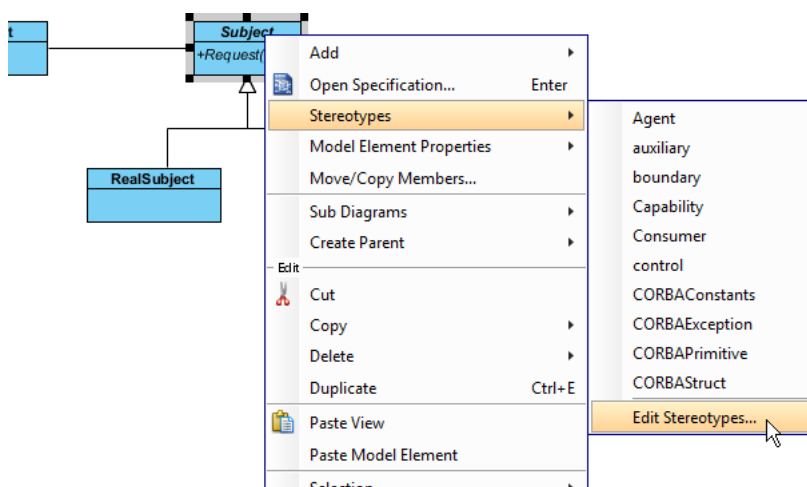 t
Subject
+Request(
RealSubject
Add
Open Specification... Enter
Stereotypes
Model Element Properties
Move/Copy Members...
Sub Diagrams
Create Parent
Edit
Cut
Copy
Delete
Duplicate Ctrl+E
Paste View
Paste Model Element
Selection
Agent
auxiliary
boundary
Capability
Consumer
control
CORBAConstants
CORBAException
CORBAPrimitive
CORBAStruct
Edit Stereotypes...